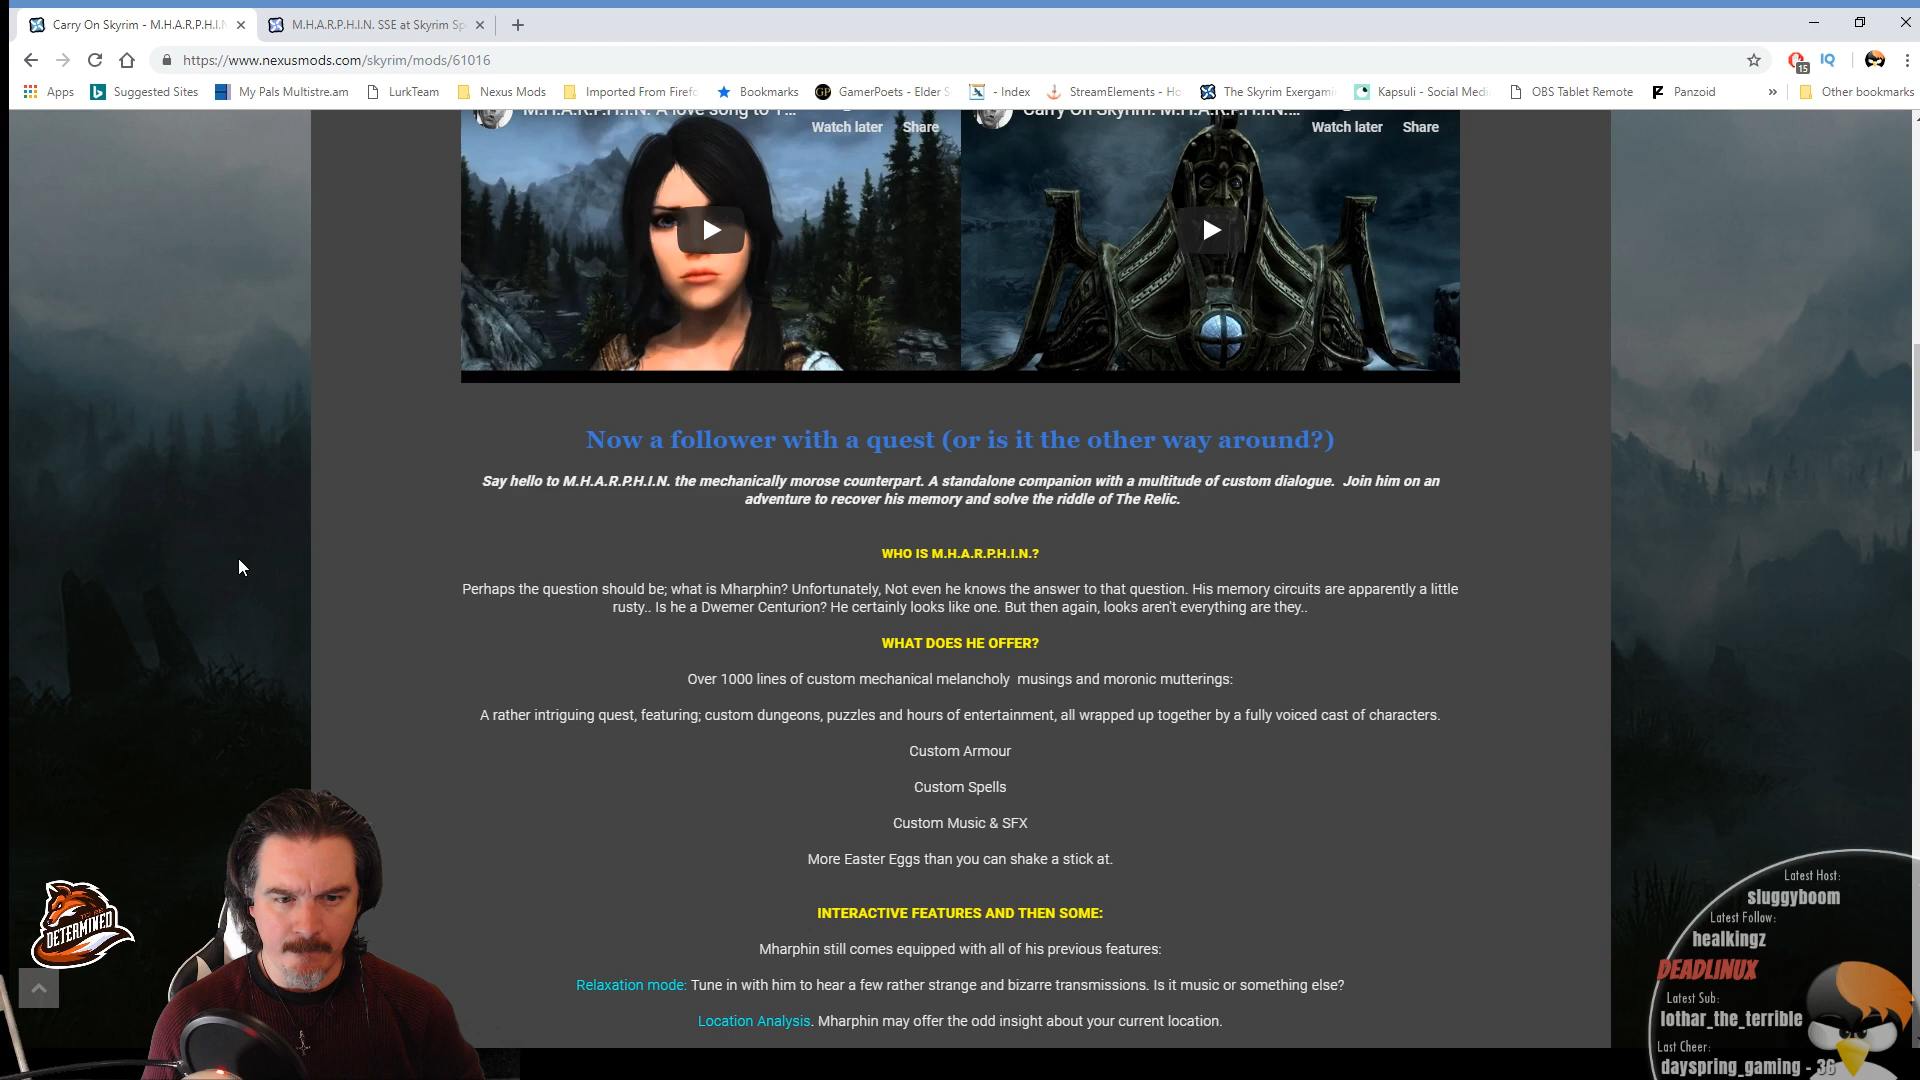 Carry On Skyrim - M.H.A.R.P.H.I.N
M.H.A.R.P.H.I.N. SSE at Skyrim Sp
https://www.nexusmods.com/skyrim/mods/61016
15
IQ
Apps
Suggested Sites
My Pals Multistre.am
LurkTeam
Nexus Mods
Imported From Firefo
Bookmarks
GamerPoets - Elder S
- Index
StreamElements - Ho
The Skyrim Exergami
Kapsuli - Social Medi
OBS Tablet Remote
Panzoid
»
Other bookmarks
M.H.A.R.P.H.I.N. A love song to T...
Watch later
Share
Carry On Skyrim: M.H.A.R.P.H.I.N....
Watch later
Share
Now a follower with a quest (or is it the other way around?)
Say hello to M.H.A.R.P.H.I.N. the mechanically morose counterpart. A standalone companion with a multitude of custom dialogue. Join him on an
adventure to recover his memory and solve the riddle of The Relic.
WHO IS M.H.A.R.P.H.I.N.?
Perhaps the question should be; what is Mharphin? Unfortunately, Not even he knows the answer to that question. His memory circuits are apparently a little
rusty.. Is he a Dwemer Centurion? He certainly looks like one. But then again, looks aren't everything are they..
WHAT DOES HE OFFER?
Over 1000 lines of custom mechanical melancholy musings and moronic mutterings:
A rather intriguing quest, featuring; custom dungeons, puzzles and hours of entertainment, all wrapped up together by a fully voiced cast of characters.
Custom Armour
Custom Spells
Custom Music & SFX
More Easter Eggs than you can shake a stick at.
INTERACTIVE FEATURES AND THEN SOME:
Mharphin still comes equipped with all of his previous features:
Relaxation mode: Tune in with him to hear a few rather strange and bizarre transmissions. Is it music or something else?
Location Analysis. Mharphin may offer the odd insight about your current location.
DETERMINED
Latest Host:
sluggyboom
Latest Follow:
healkingz
DEADLINUX
Latest Sub:
lothar_the_terrible
Last Cheer:
dayspring_gaming - 36